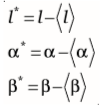 l* = l−⟨l⟩
α* = α−⟨α⟩
β* = β−⟨β⟩